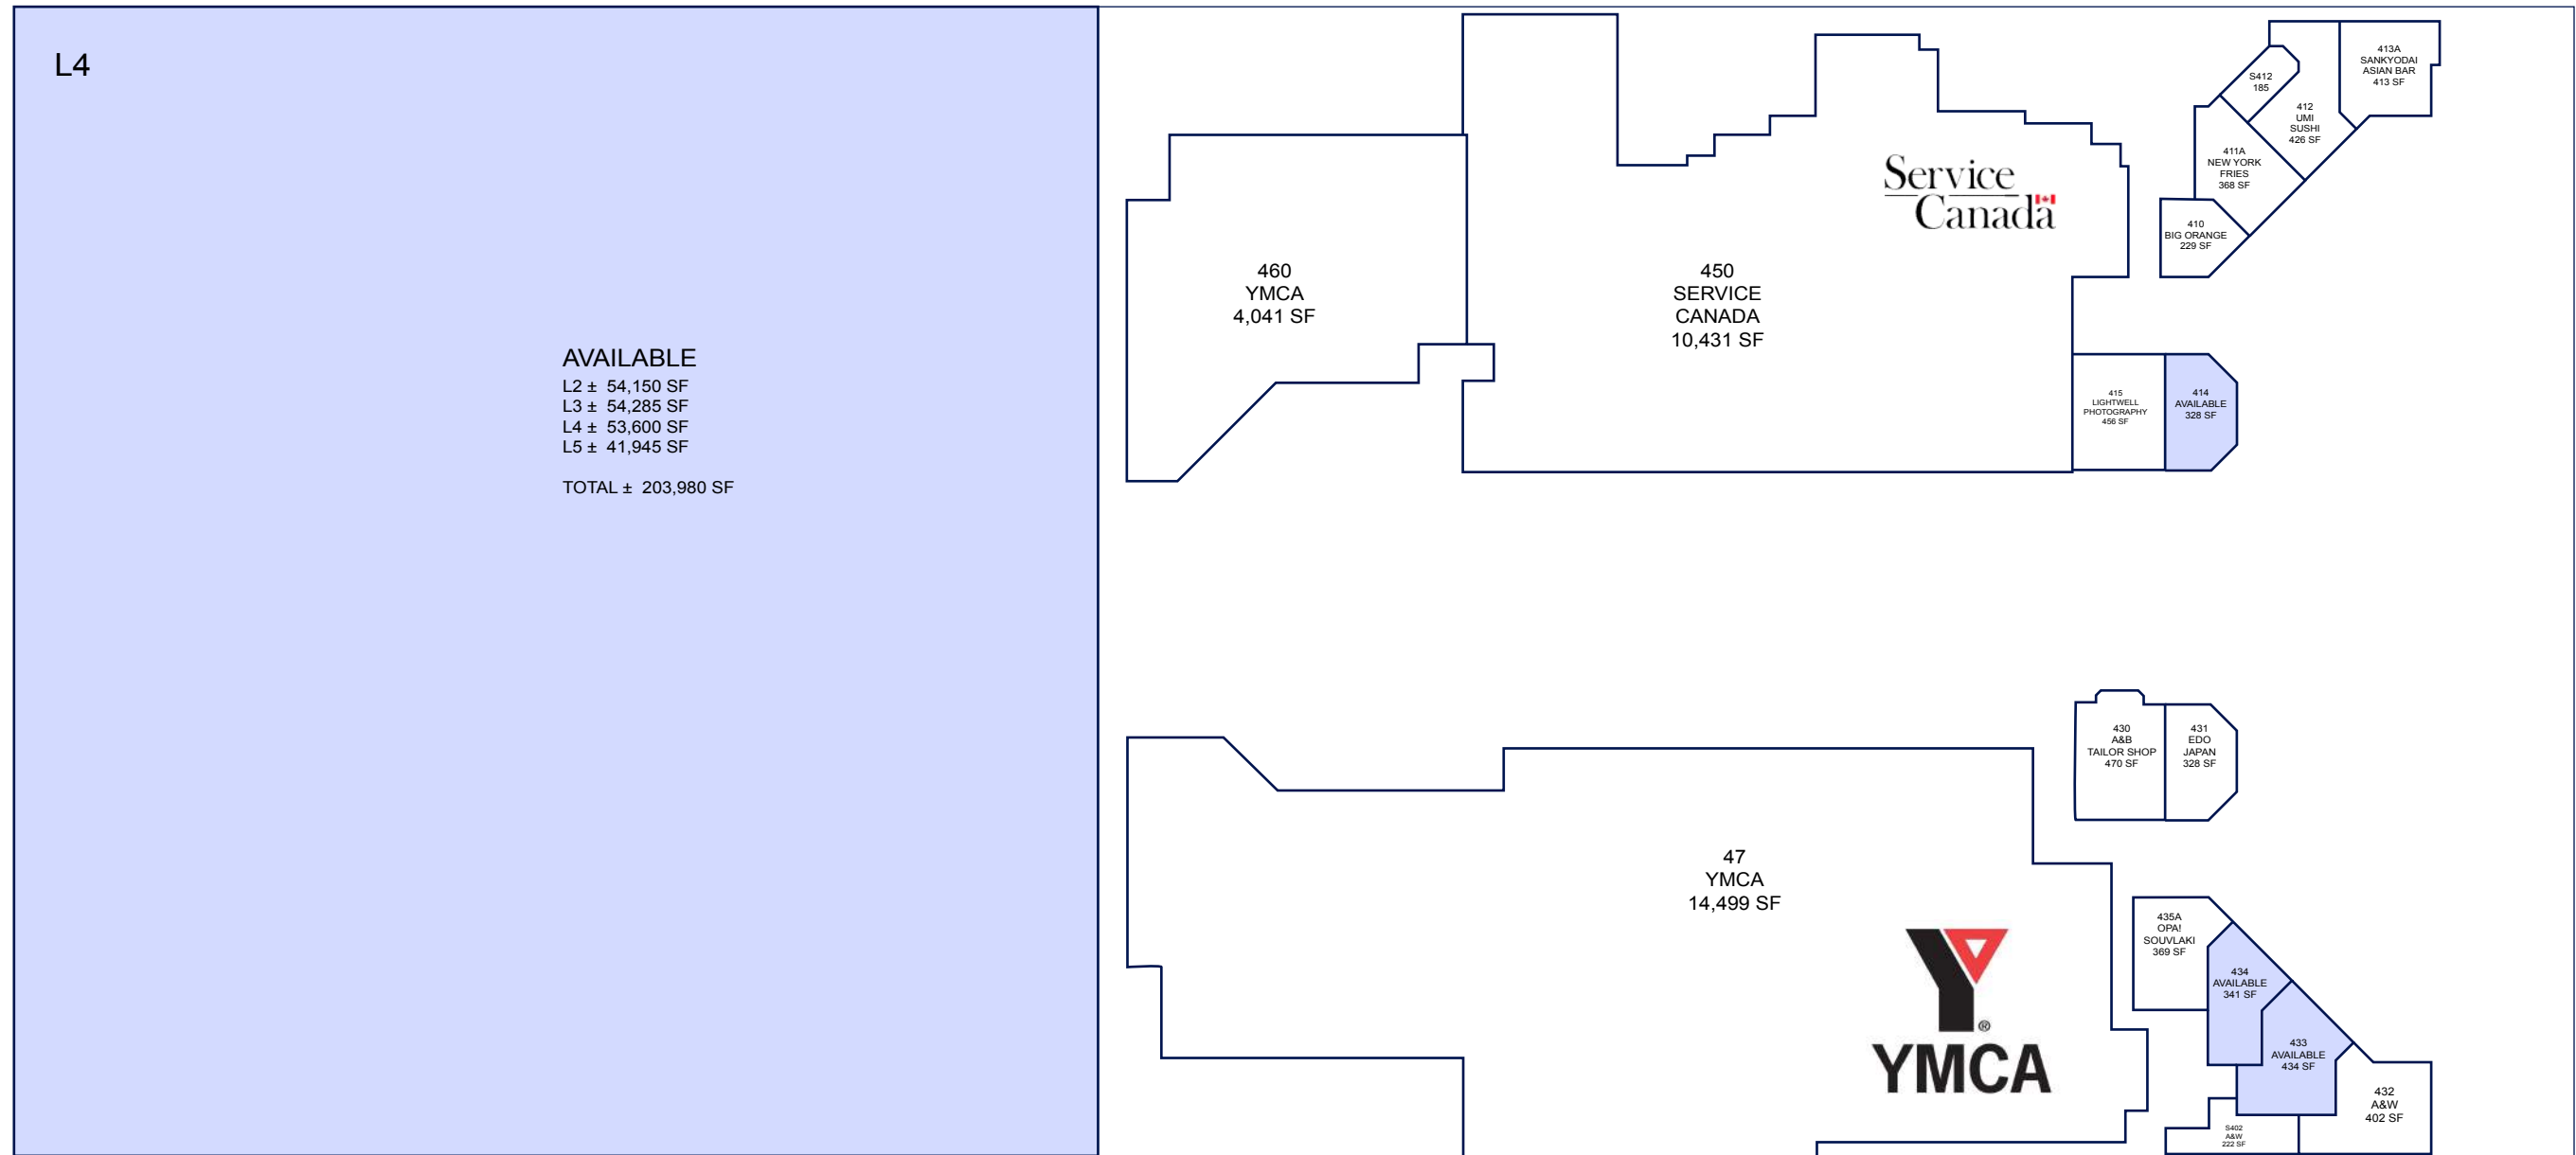 L4
AVAILABLE
L2 ± 54,150 SF
L3 ± 54,285 SF
L4 ± 53,600 SF
L5 ± 41,945 SF
TOTAL ± 203,980 SF
460
YMCA
4,041 SF
450
SERVICE
CANADA
10,431 SF
Service
Canada
S412
185
412
UMI
SUSHI
426 SF
413A
SANKYODAI
ASIAN BAR
413 SF
411A
NEW YORK
FRIES
368 SF
410
BIG ORANGE
229 SF
415
LIGHTWELL
PHOTOGRAPHY
456 SF
414
AVAILABLE
328 SF
430
A&B
TAILOR SHOP
470 SF
431
EDO
JAPAN
328 SF
47
YMCA
14,499 SF
®
YMCA
435A
OPA!
SOUVLAKI
369 SF
434
AVAILABLE
341 SF
433
AVAILABLE
434 SF
432
A&W
402 SF
S402
A&W
222 SF